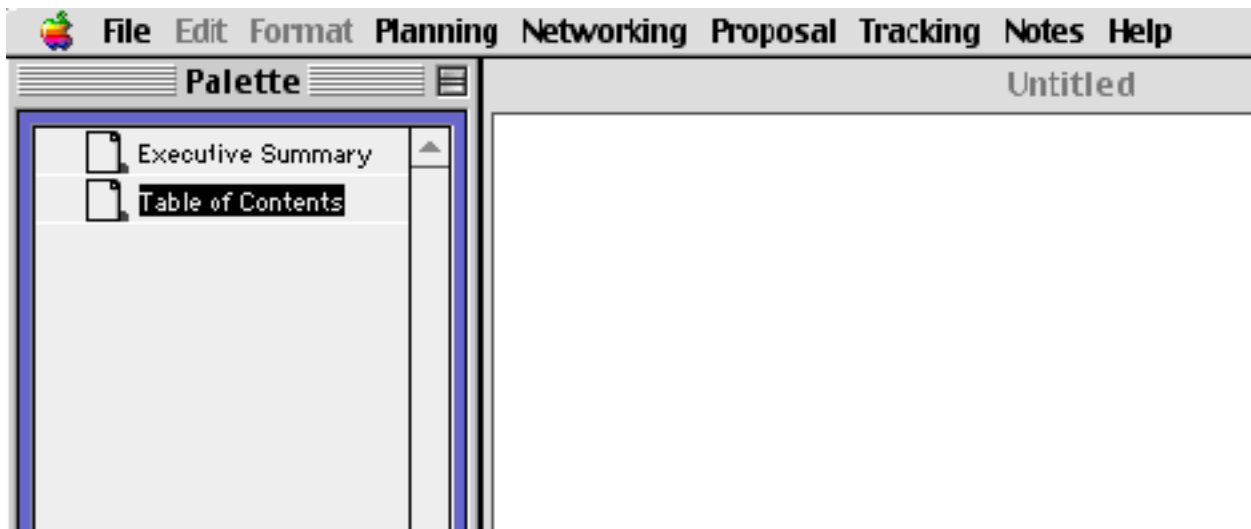 File Edit Format Planning Networking Proposal Tracking Notes Help
Palette
Untitled
Executive Summary
Table of Contents